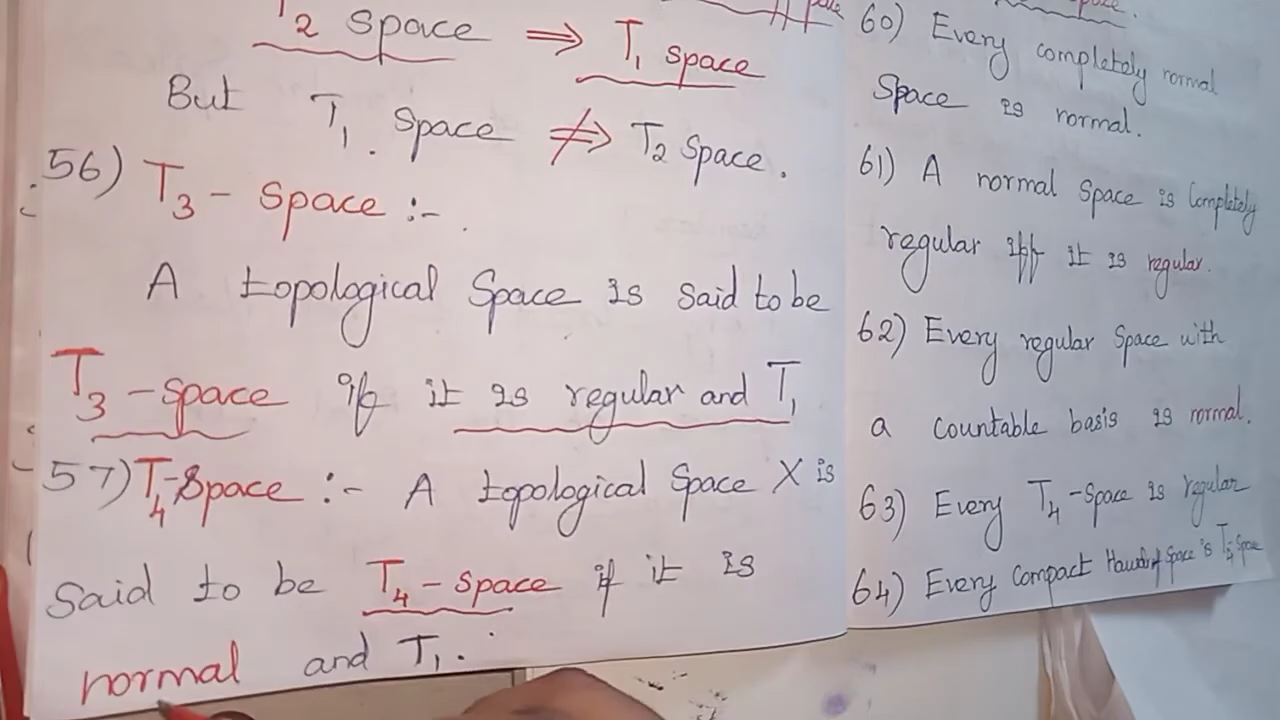 T2 Space ⇒ T1 space
But T1 Space ⇏ T2 Space.
56) T3 - Space :-
A topological Space is said to be
T3 - Space if it is regular and T1
57) T4-Space :- A topological Space X is
said to be T4 - space if it is
normal and T1.
60) Every completely normal
Space is normal.
61) A normal Space is Completely
regular iff it is regular.
62) Every regular Space with
a countable basis is normal.
63) Every T4 - Space is regular
64) Every Compact Space is